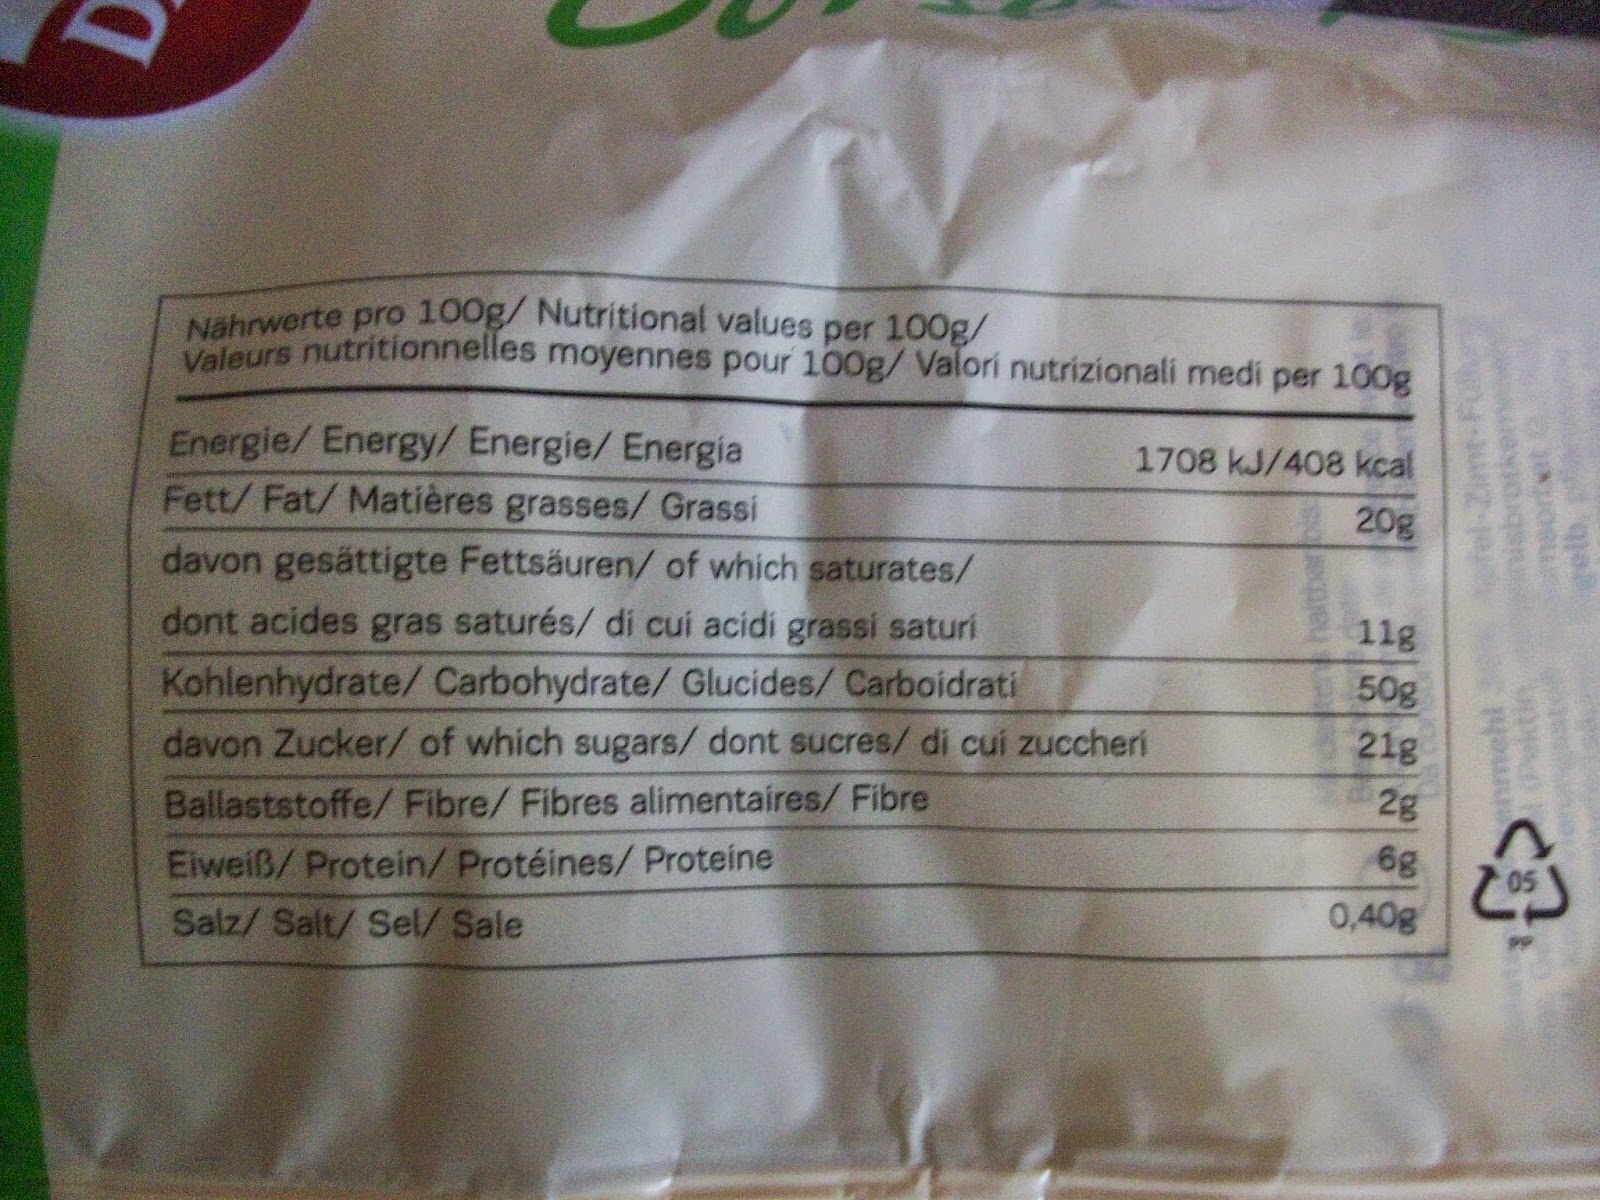 Nährwerte pro 100g/ Nutritional values per 100g/
Valeurs nutritionnelles moyennes pour 100g/ Valori nutrizionali medi per 100g
Energie/ Energy/ Energie/ Energia 1708 kJ/408 kcal
Fett/ Fat/ Matières grasses/ Grassi 20g
davon gesättigte Fettsäuren/ of which saturates/
dont acides gras saturés/ di cui acidi grassi saturi 11g
Kohlenhydrate/ Carbohydrate/ Glucides/ Carboidrati 50g
davon Zucker/ of which sugars/ dont sucres/ di cui zuccheri 21g
Ballaststoffe/ Fibre/ Fibres alimentaires/ Fibre 2g
Eiweiß/ Protein/ Protéines/ Proteine 6g
Salz/ Salt/ Sel/ Sale 0,40g
05
PP